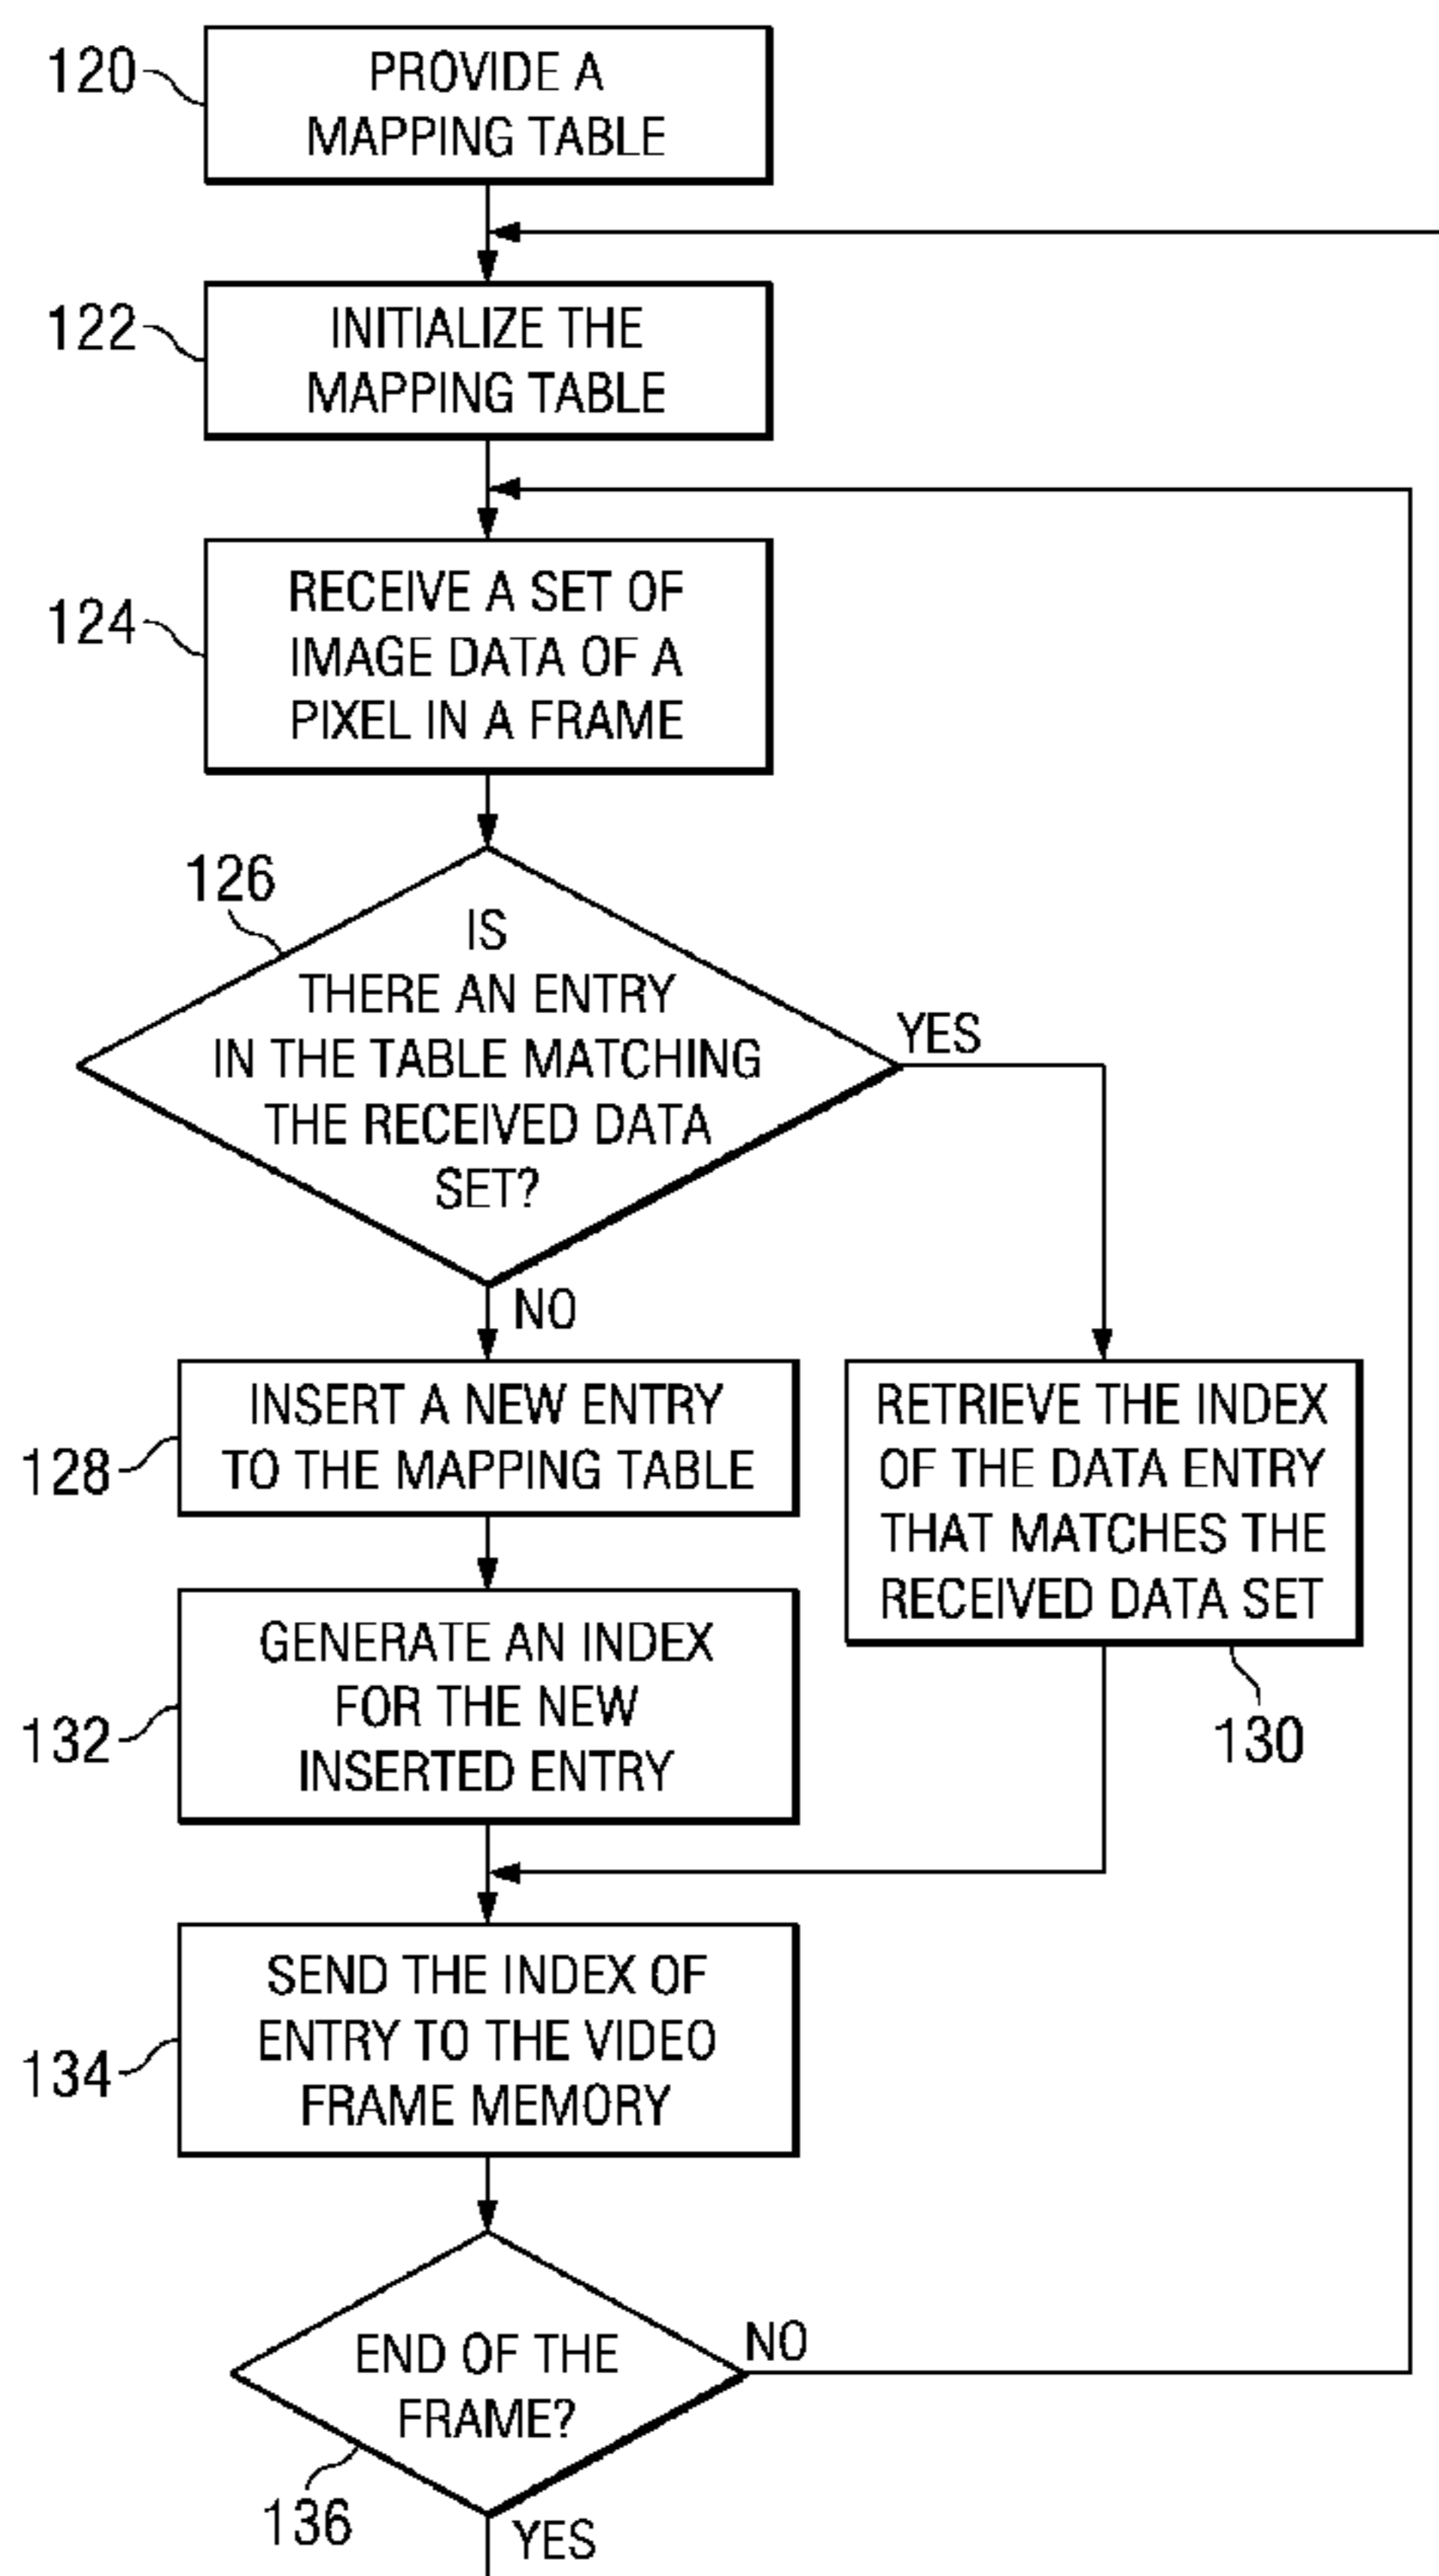 120
PROVIDE A
MAPPING TABLE
122
INITIALIZE THE
MAPPING TABLE
124
RECEIVE A SET OF
IMAGE DATA OF A
PIXEL IN A FRAME
126
IS
THERE AN ENTRY
IN THE TABLE MATCHING
THE RECEIVED DATA
SET?
YES
NO
128
INSERT A NEW ENTRY
TO THE MAPPING TABLE
RETRIEVE THE INDEX
OF THE DATA ENTRY
THAT MATCHES THE
RECEIVED DATA SET
130
132
GENERATE AN INDEX
FOR THE NEW
INSERTED ENTRY
134
SEND THE INDEX OF
ENTRY TO THE VIDEO
FRAME MEMORY
END OF THE
FRAME?
NO
136
YES